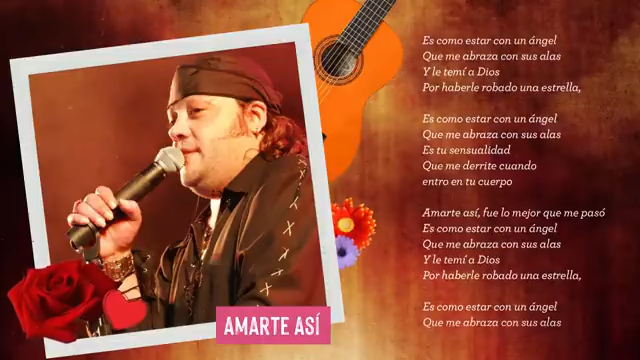 Es como estar con un ángel
Que me abraza con sus alas
Y le temí a Dios
Por haberle robado una estrella,
Es como estar con un ángel
Que me abraza con sus alas
Es tu sensualidad
Que me derrite cuando
entro en tu cuerpo
Amarte así, fue lo mejor que me pasó
Es como estar con un ángel
Que me abraza con sus alas
Y le temí a Dios
Por haberle robado una estrella,
Es como estar con un ángel
Que me abraza con sus alas
AMARTE ASÍ